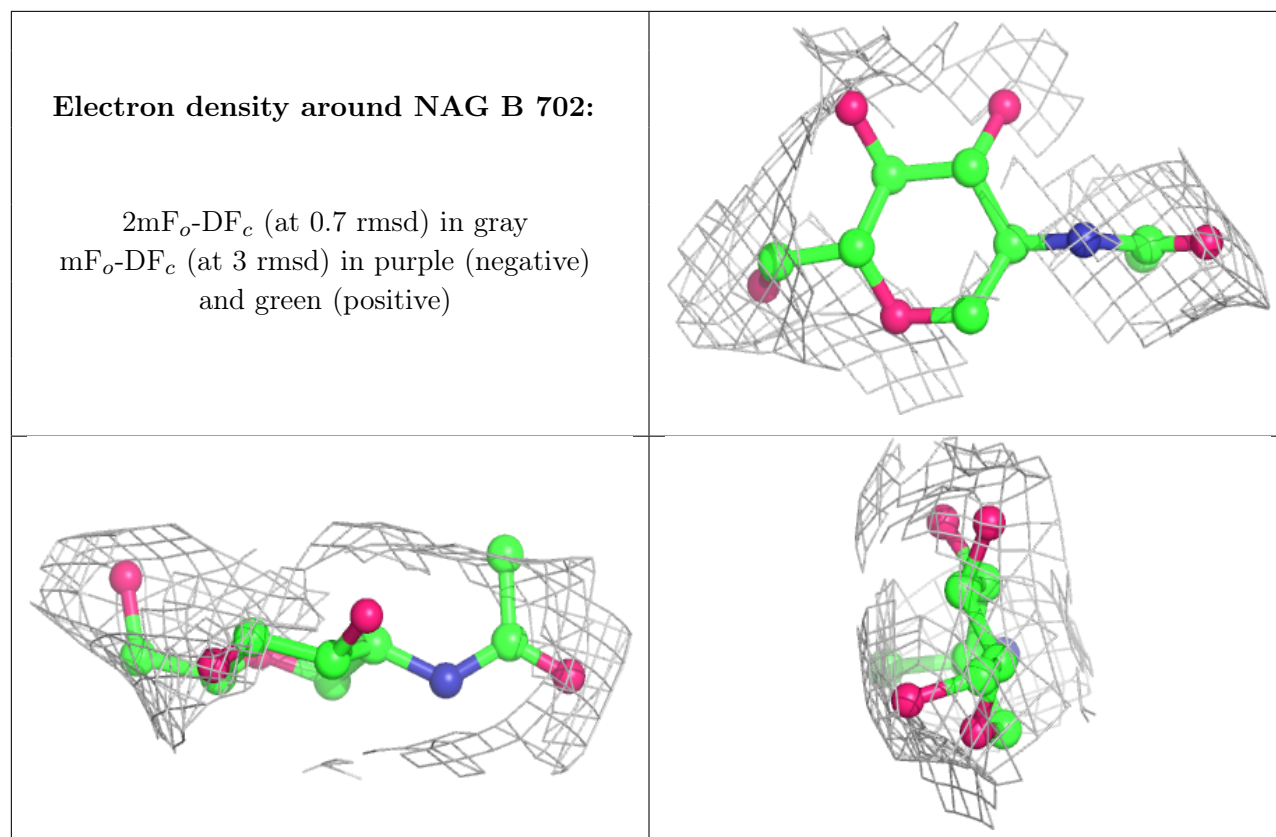 Electron density around NAG B 702:
2mFo-DFc (at 0.7 rmsd) in gray
mFo-DFc (at 3 rmsd) in purple (negative)
and green (positive)